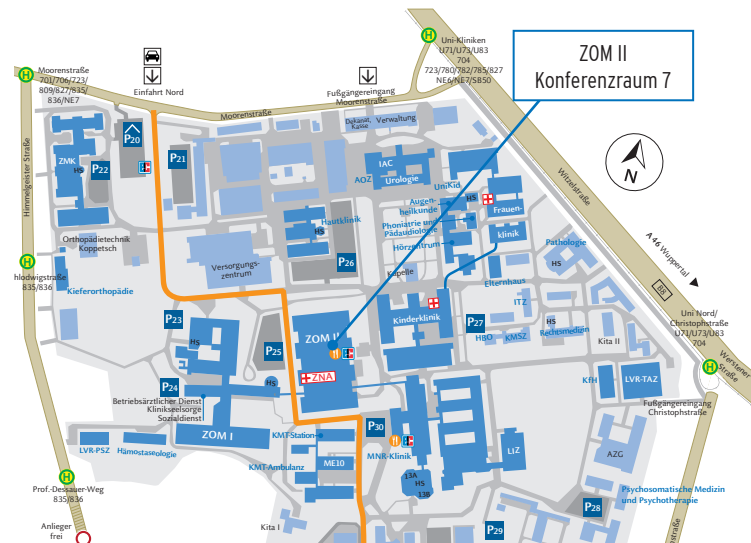 H
Uni-Kliniken
U71/U73/U83
704
723/780/782/785/827
NE6/NE7/SB50
ZOM II
Konferenzraum 7
H
Moorenstraße
701/706/723
809/827/835/
836/NE7
Einfahrt Nord
Fußgängereingang
Moorenstraße
Moorenstraße
Dekanat,
Kasse
Verwaltung
P20
P21
P22
ZMK
HS
IAC
Urologie
AOZ
UniKid
Augen-
heilkunde
HS
Phoniatrie und
Pädaudiologie
Hörzentrum
Frauen-
klinik
Hautklinik
HS
Himmelgeister Straße
Witzelstraße
N
A 46 Wuppertal
B8
Orthopädietechnik
Koppetsch
Versorgungs-
zentrum
P26
Kapelle
Pathologie
HS
Elternhaus
H
hlodwigstraße
835/836
Kieferorthopädie
P23
HS
P25
ZOM II
Kinderklinik
P27
ITZ
HBO
KMSZ
HS
Rechtsmedizin
Kita II
Uni Nord/
Christophstraße
U71/U73/U83
704
H
Werstener
Straße
P24
HS
ZNA
KfH
LVR-TAZ
Fußgängereingang
Christophstraße
Betriebsärztlicher Dienst
Klinikseelsorge
Sozialdienst
ZOM I
KMT-Station
P30
MNR-Klinik
LVR-PSZ
Hämostaseologie
KMT-Ambulanz
ME10
LIZ
AZG
13A
HS
13B
H
Prof.-Dessauer-Weg
835/836
Psychosomatische Medizin
und Psychotherapie
P28
Anlieger
frei
Kita I
P29
straße